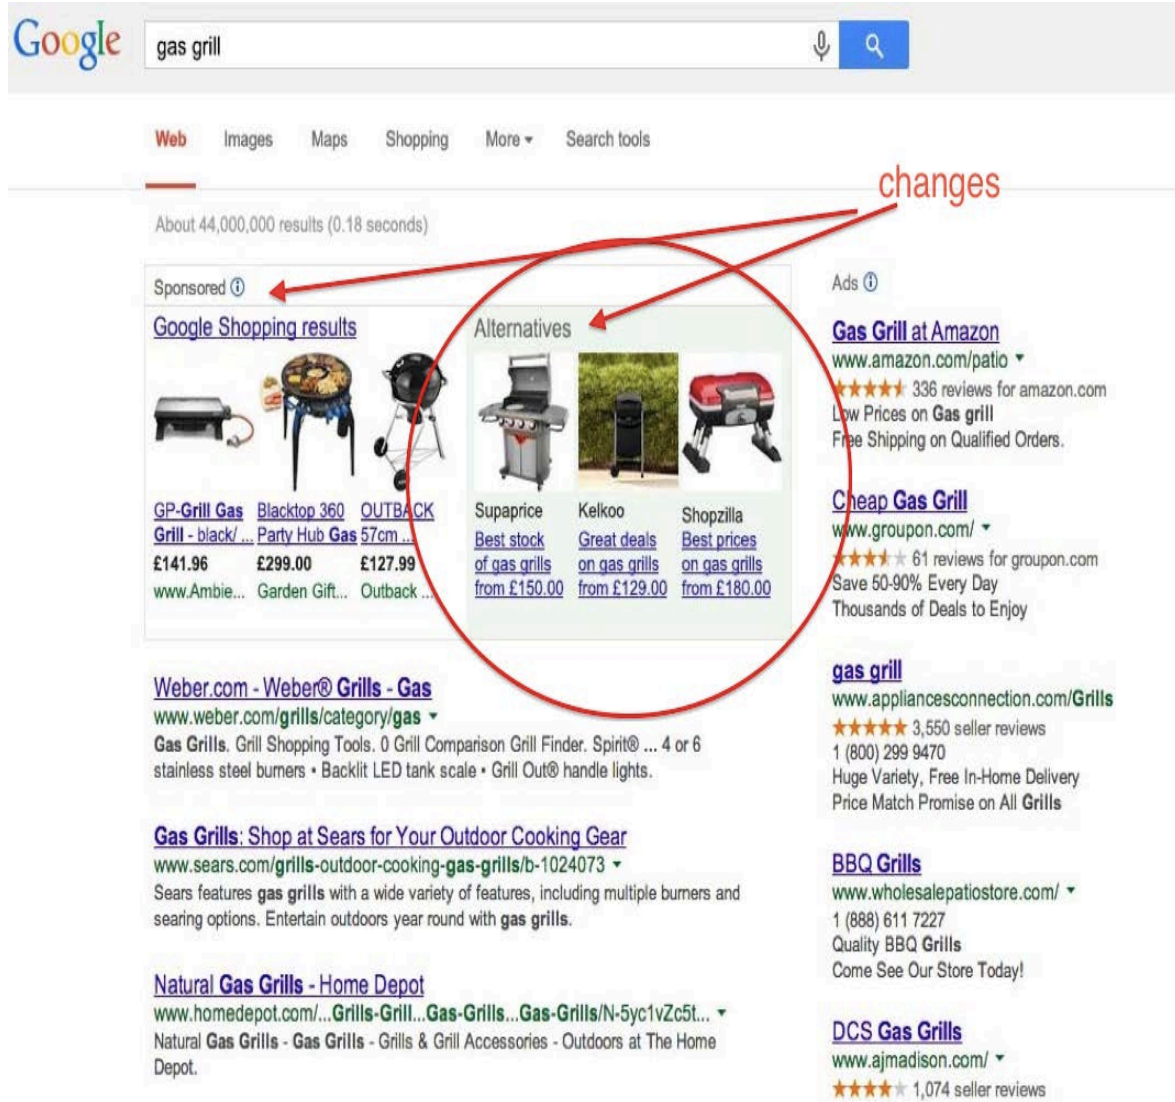 Google
gas grill
Web Images Maps Shopping More Search tools
changes
About 44,000,000 results (0.18 seconds)
Sponsored
Google Shopping results
GP-Grill Gas
Grill - black/ ...
£141.96
www.Ambie...
Blacktop 360
Party Hub Gas
£299.00
Garden Gift...
OUTBACK
57cm ...
£127.99
Outback ...
Alternatives
Supaprice
Best stock
of gas grills
from £150.00
Kelkoo
Great deals
on gas grills
from £129.00
Shopzilla
Best prices
on gas grills
from £180.00
Weber.com - Weber® Grills - Gas
www.weber.com/grills/category/gas
Gas Grills. Grill Shopping Tools. 0 Grill Comparison Grill Finder. Spirit® ... 4 or 6
stainless steel burners • Backlit LED tank scale • Grill Out® handle lights.
Gas Grills: Shop at Sears for Your Outdoor Cooking Gear
www.sears.com/grills-outdoor-cooking-gas-grills/b-1024073
Sears features gas grills with a wide variety of features, including multiple burners and
searing options. Entertain outdoors year round with gas grills.
Natural Gas Grills - Home Depot
www.homedepot.com/...Grills-Grill...Gas-Grills...Gas-Grills/N-5yc1vZc5t...
Natural Gas Grills - Gas Grills - Grills & Grill Accessories - Outdoors at The Home
Depot.
Ads
Gas Grill at Amazon
www.amazon.com/patio
336 reviews for amazon.com
Low Prices on Gas grill
Free Shipping on Qualified Orders.
Cheap Gas Grill
www.groupon.com/
61 reviews for groupon.com
Save 50-90% Every Day
Thousands of Deals to Enjoy
gas grill
www.appliancesconnection.com/Grills
3,550 seller reviews
1 (800) 299 9470
Huge Variety, Free In-Home Delivery
Price Match Promise on All Grills
BBQ Grills
www.wholesalepatiostore.com/
1 (888) 611 7227
Quality BBQ Grills
Come See Our Store Today!
DCS Gas Grills
www.ajmadison.com/
1,074 seller reviews